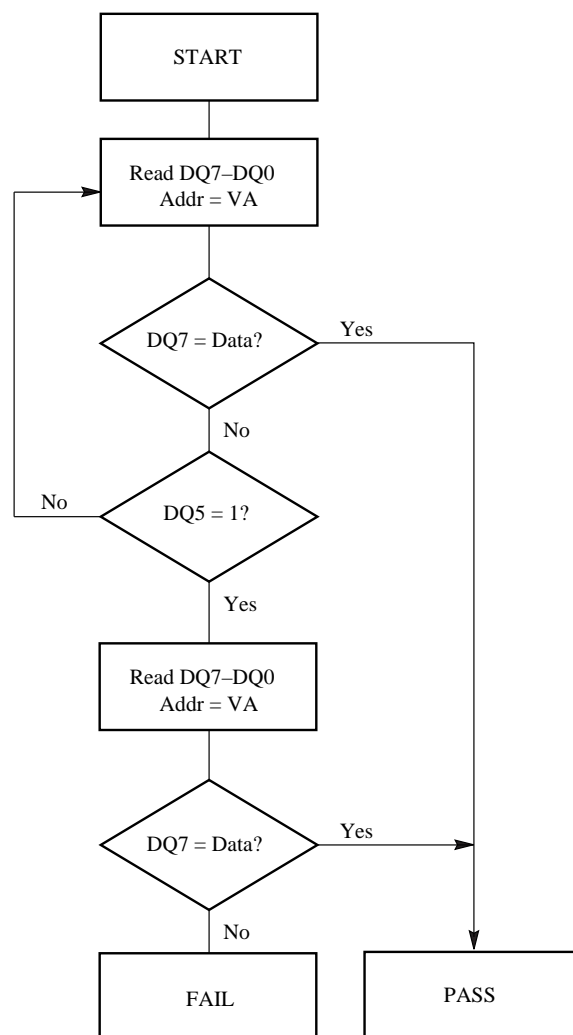 START
Read DQ7–DQ0
Addr = VA
DQ7 = Data?
Yes
No
DQ5 = 1?
No
Yes
Read DQ7–DQ0
Addr = VA
DQ7 = Data?
Yes
No
FAIL
PASS